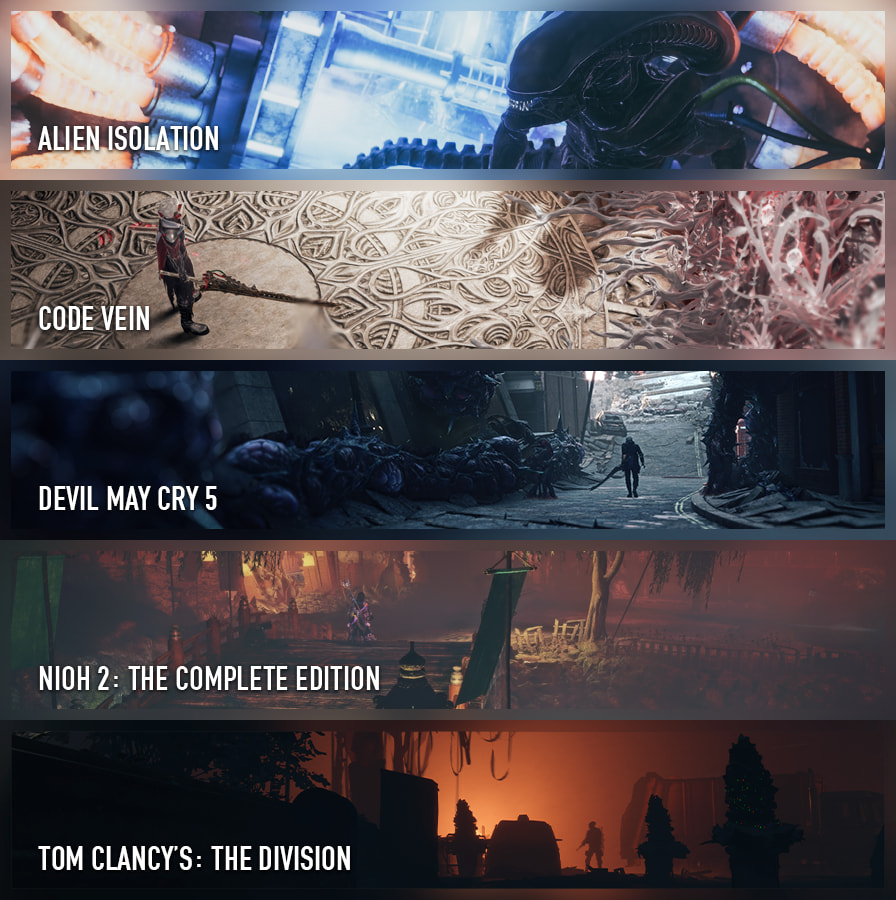 ALIEN ISOLATION
CODE VEIN
DEVIL MAY CRY 5
NIOH 2: THE COMPLETE EDITION
TOM CLANCY'S: THE DIVISION